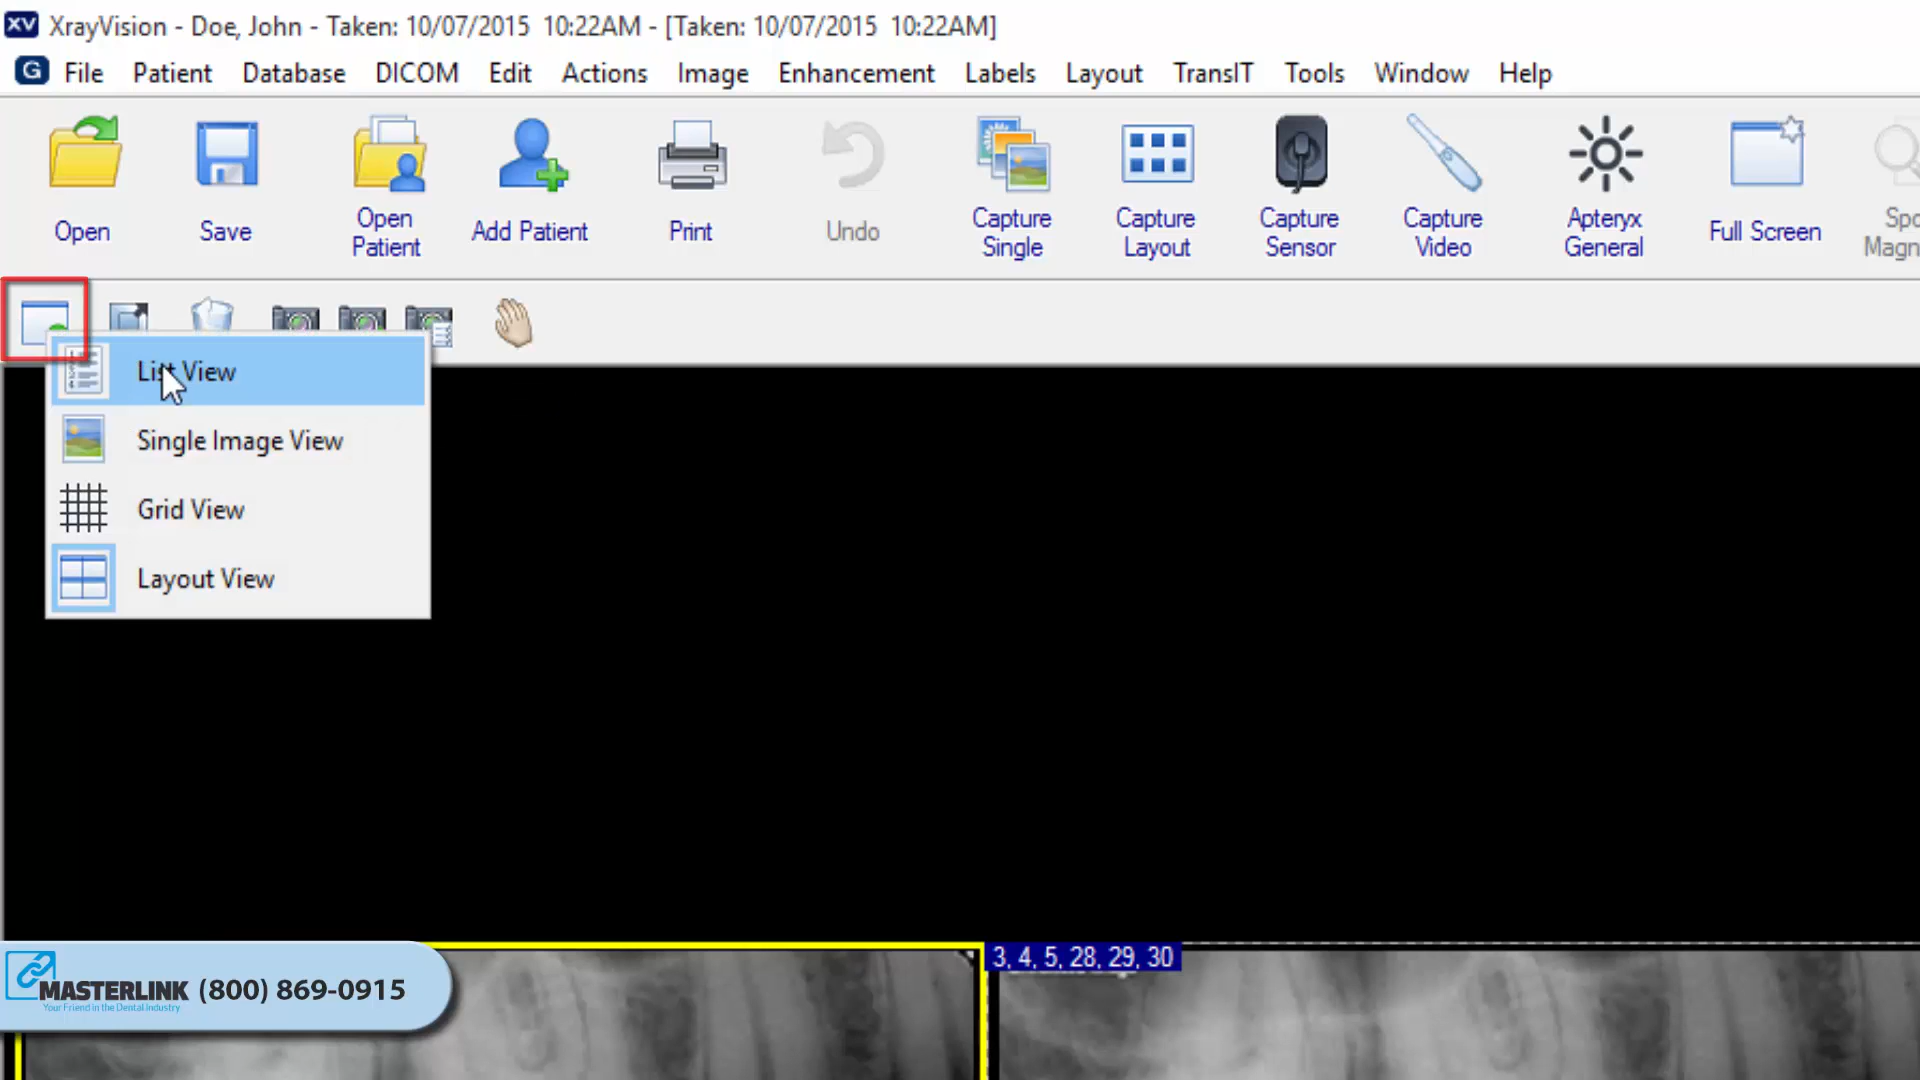 XV XrayVision - Doe, John - Taken: 10/07/2015 10:22AM - [Taken: 10/07/2015 10:22AM]
G File Patient Database DICOM Edit Actions Image Enhancement Labels Layout TransIT Tools Window Help
Open
Save
Open
Patient
Add Patient
Print
Undo
Capture
Single
Capture
Layout
Capture
Sensor
Capture
Video
Apteryx
General
Full Screen
Spo
Magn
List View
Single Image View
Grid View
Layout View
3, 4, 5, 28, 29, 30
MASTERLINK (800) 869-0915
Your Friend in the Dental Industry